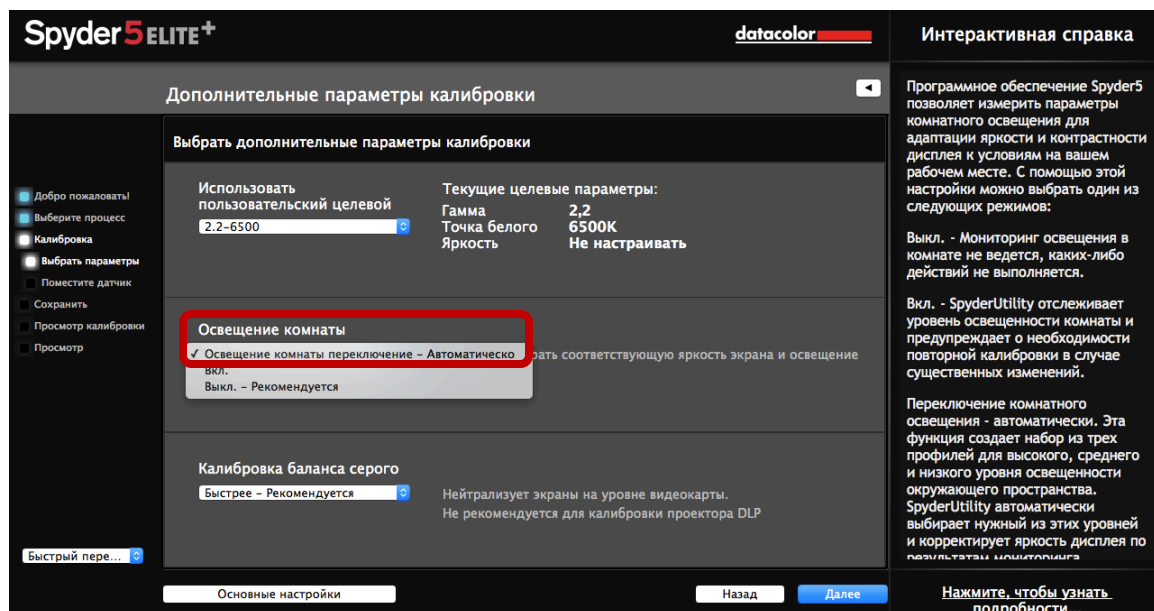 Spyder5ELITE+
datacolor
Интерактивная справка
Дополнительные параметры калибровки
Выбрать дополнительные параметры калибровки
Добро пожаловать!
Выберите процесс
Калибровка
Выбрать параметры
Поместите датчик
Сохранить
Просмотр калибровки
Просмотр
Быстрый пере...
Использовать
пользовательский целевой
2.2-6500
Текущие целевые параметры:
Гамма 2,2
Точка белого 6500K
Яркость Не настраивать
Освещение комнаты
✓ Освещение комнаты переключение – Автоматическо
соответствующую яркость экрана и освещение
Вкл.
Выкл. – Рекомендуется
Калибровка баланса серого
Быстрее – Рекомендуется
Нейтрализует экраны на уровне видеокарты.
Не рекомендуется для калибровки проектора DLP
Основные настройки
Назад
Далее
Программное обеспечение Spyder5
позволяет измерить параметры
комнатного освещения для
адаптации яркости и контрастности
дисплея к условиям на вашем
рабочем месте. С помощью этой
настройки можно выбрать один из
следующих режимов:
Выкл. - Мониторинг освещения в
комнате не ведется, каких-либо
действий не выполняется.
Вкл. - SpyderUtility отслеживает
уровень освещенности комнаты и
предупреждает о необходимости
повторной калибровки в случае
существенных изменений.
Переключение комнатного
освещения - автоматически. Эта
функция создает набор из трех
профилей для высокого, среднего
и низкого уровня освещенности
окружающего пространства.
SpyderUtility автоматически
выбирает нужный из этих уровней
и корректирует яркость дисплея по
результатам мониторинга
Нажмите, чтобы узнать
подробности